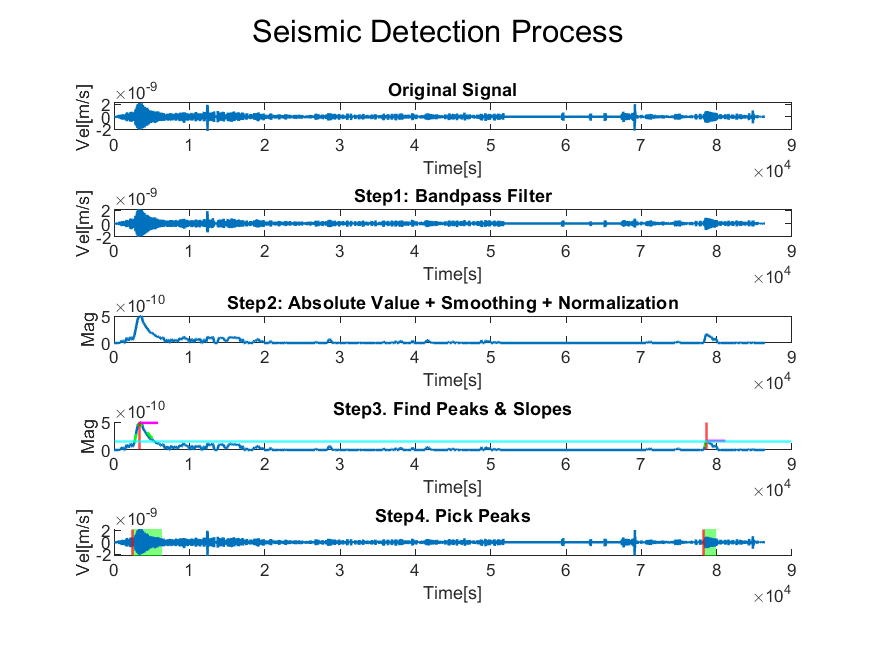 Seismic Detection Process
×10^-9
Original Signal
Vel[m/s]
2
0
-2
0 1 2 3 4 5 6 7 8 9
Time[s]
×10^4
×10^-9
Step1: Bandpass Filter
Vel[m/s]
2
0
-2
0 1 2 3 4 5 6 7 8 9
Time[s]
×10^4
×10^-10
Step2: Absolute Value + Smoothing + Normalization
Mag
5
0
0 1 2 3 4 5 6 7 8 9
Time[s]
×10^4
×10^-10
Step3. Find Peaks & Slopes
Mag
5
0
0 1 2 3 4 5 6 7 8 9
Time[s]
×10^4
×10^-9
Step4. Pick Peaks
Vel[m/s]
2
0
-2
0 1 2 3 4 5 6 7 8 9
Time[s]
×10^4